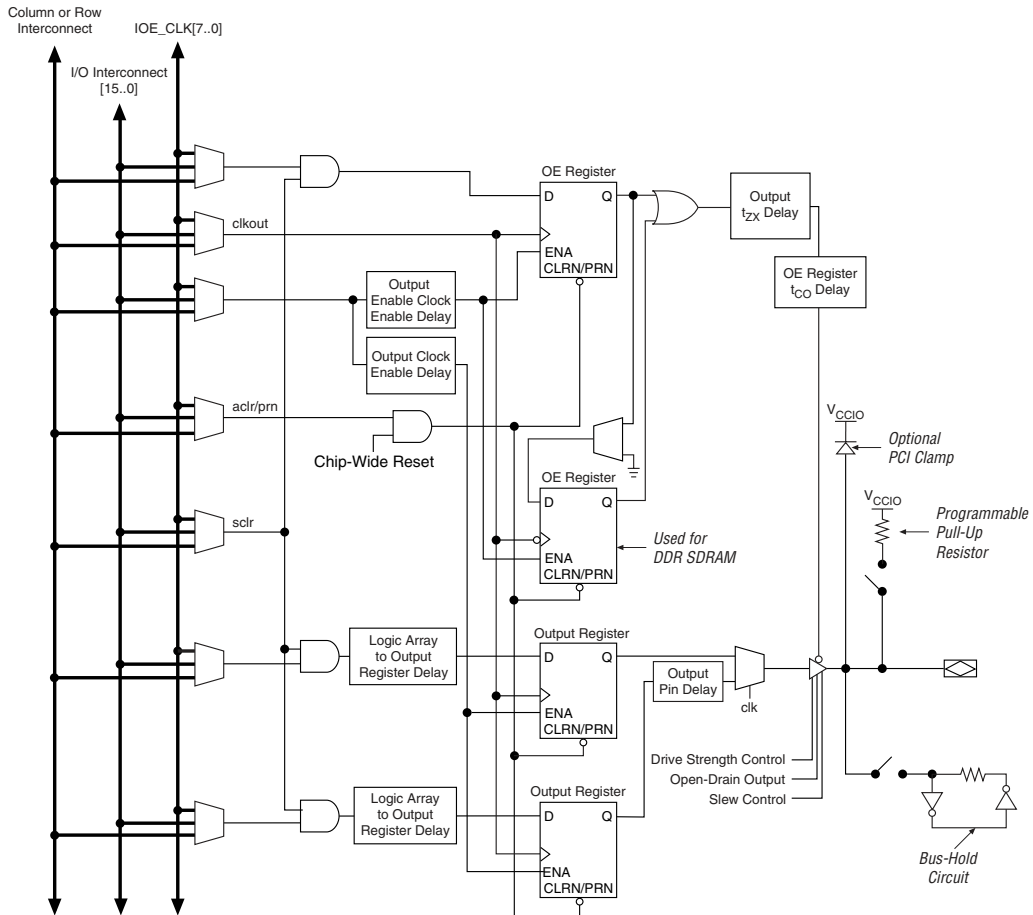 Column or Row
Interconnect
IOE_CLK[7..0]
I/O Interconnect
[15..0]
OE Register
D Q
ENA
CLRN/PRN
Output
tZX Delay
OE Register
tCO Delay
clkout
Output
Enable Clock
Enable Delay
Output Clock
Enable Delay
aclr/prn
Chip-Wide Reset
VCCIO
Optional
PCI Clamp
OE Register
D Q
ENA
CLRN/PRN
Used for
DDR SDRAM
VCCIO
Programmable
Pull-Up
Resistor
sclr
Logic Array
to Output
Register Delay
Output Register
D Q
ENA
CLRN/PRN
Output
Pin Delay
clk
Drive Strength Control
Open-Drain Output
Slew Control
Logic Array
to Output
Register Delay
Output Register
D Q
ENA
CLRN/PRN
Bus-Hold
Circuit